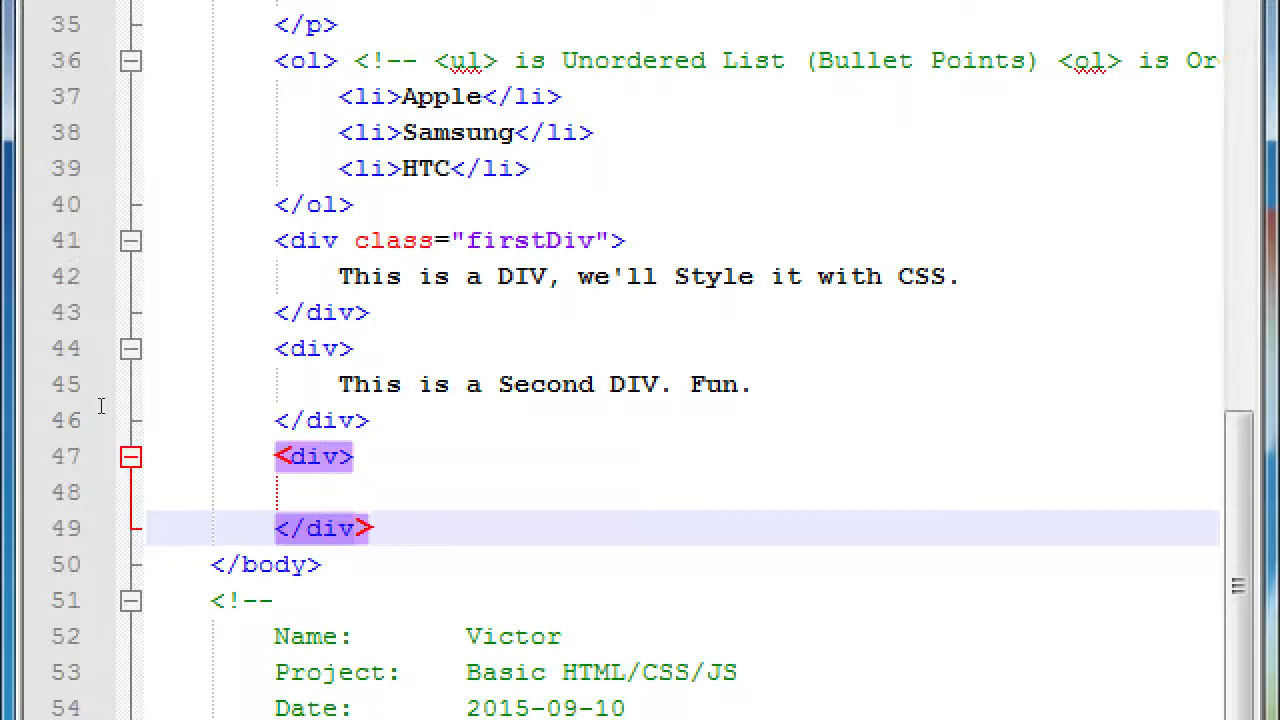 35 </p>
36 <ol> <!-- <ul> is Unordered List (Bullet Points) <ol> is Or
37 <li>Apple</li>
38 <li>Samsung</li>
39 <li>HTC</li>
40 </ol>
41 <div class="firstDiv">
42 This is a DIV, we'll Style it with CSS.
43 </div>
44 <div>
45 This is a Second DIV. Fun.
46 </div>
47 <div>
48
49 </div>
50 </body>
51 <!--
52 Name: Victor
53 Project: Basic HTML/CSS/JS
54 Date: 2015-09-10